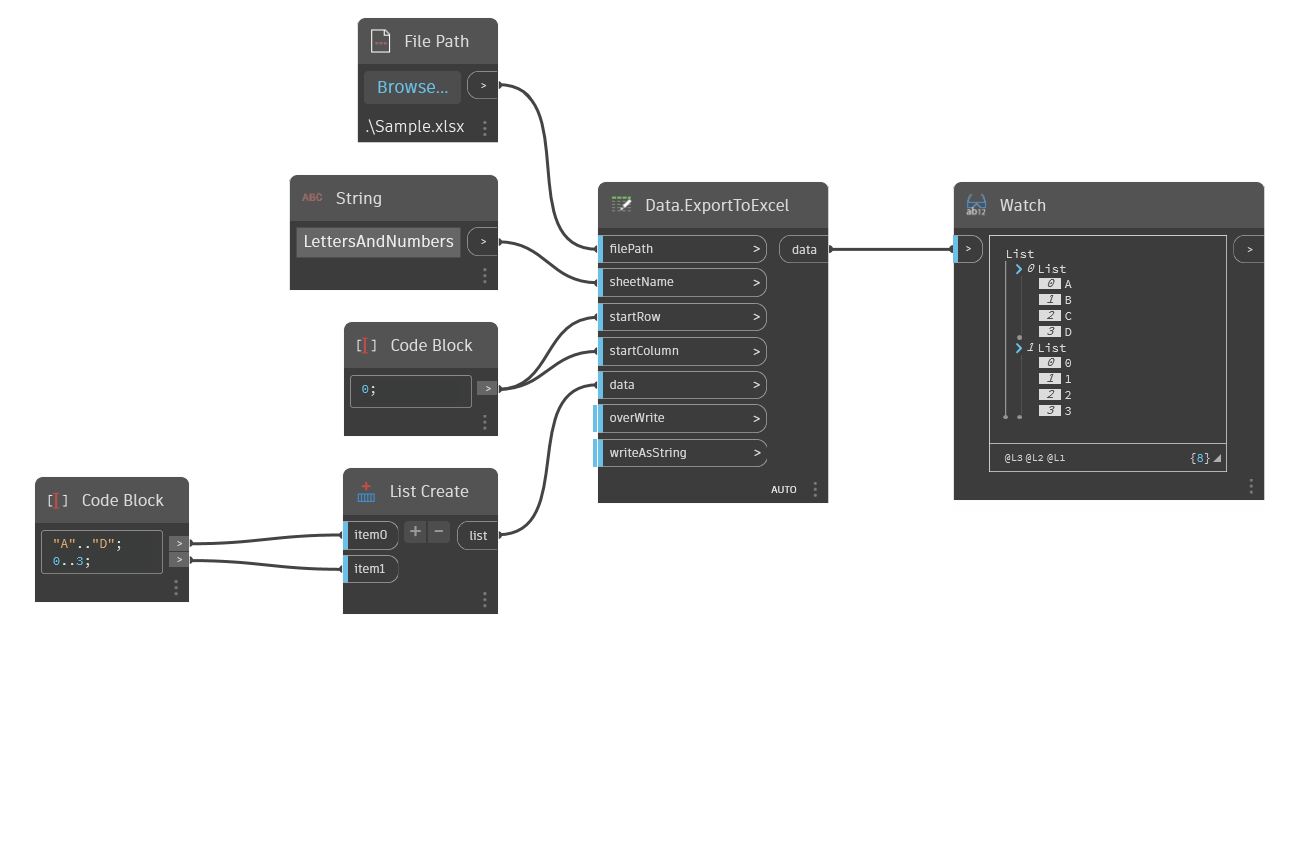 File Path
Browse...
>
.\Sample.xlsx
ABC String
LettersAndNumbers >
[I] Code Block
0; >
[I] Code Block
"A".."D"; >
0..3; >
List Create
item0 + - list
item1
Data.ExportToExcel
filePath > data
sheetName >
startRow >
startColumn >
data >
overWrite >
writeAsString >
AUTO
ab12 Watch
> >
List
0 List
0 A
1 B
2 C
3 D
1 List
0 0
1 1
2 2
3 3
@L3 @L2 @L1 {8}